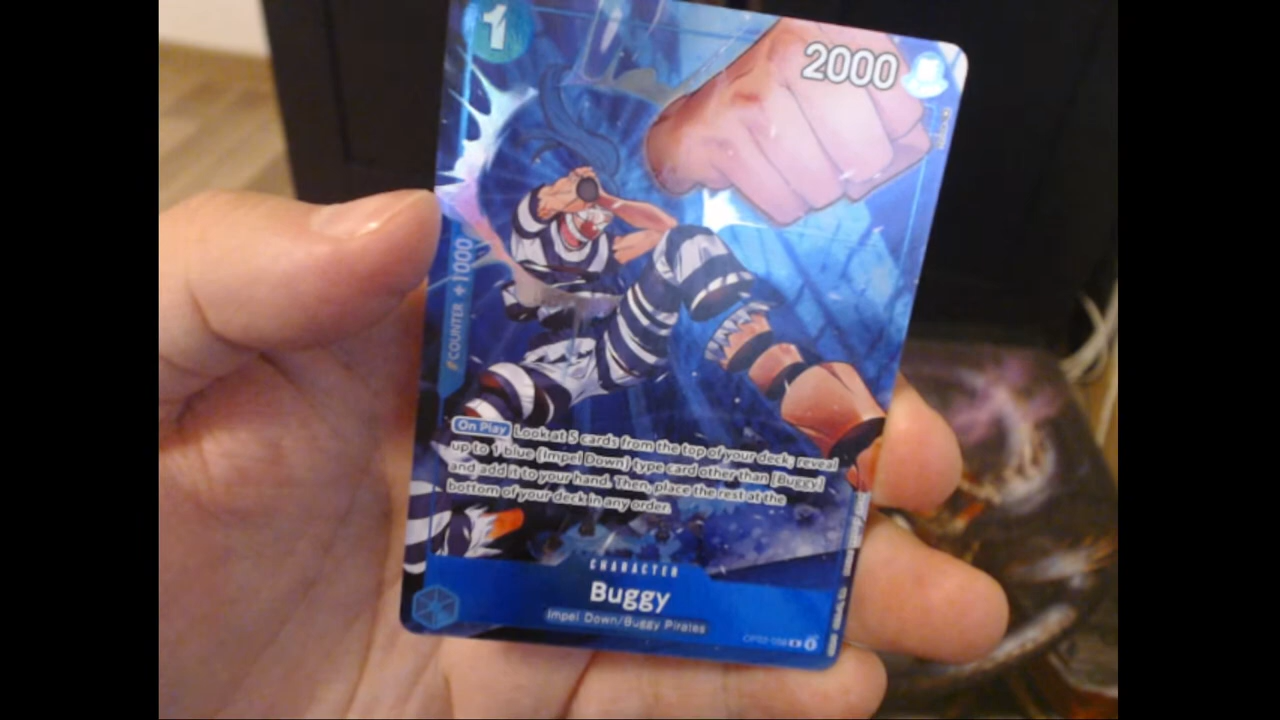 1
2000
COUNTER +1000
On Play Look at 5 cards from the top of your deck; reveal
up to 1 blue [Impel Down] type card other than [Buggy]
and add it to your hand. Then, place the rest at the
bottom of your deck in any order.
CHARACTER
Buggy
Impel Down/Buggy Pirates